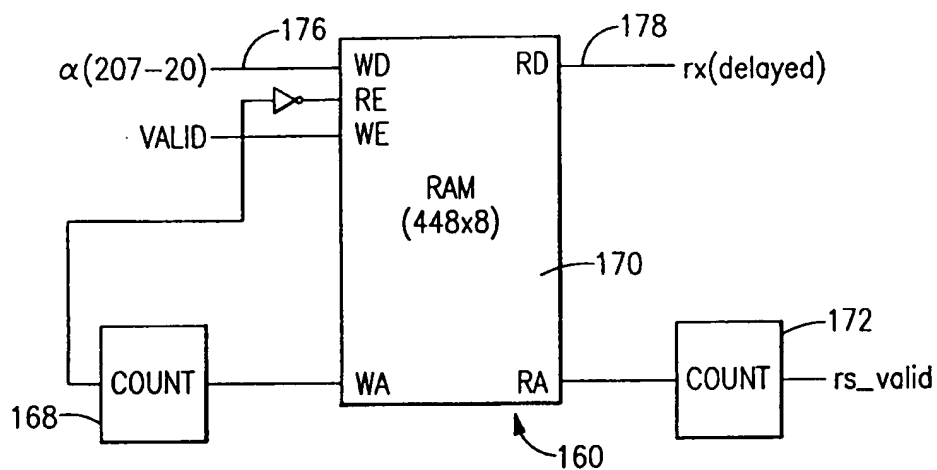 176
178
α(207-20)
WD
RD
rx(delayed)
RE
VALID
WE
RAM
(448x8)
170
172
COUNT
WA
RA
COUNT
rs_valid
168
160